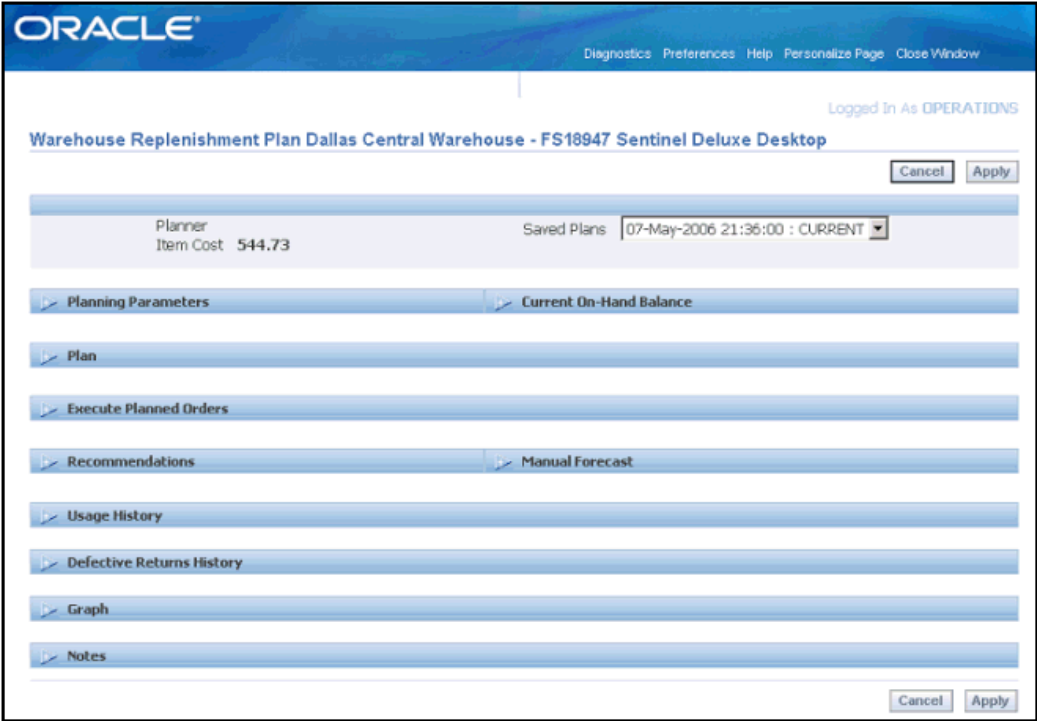 ORACLE
Diagnostics Preferences Help Personalize Page Close Window
Logged In As OPERATIONS
Warehouse Replenishment Plan Dallas Central Warehouse - FS18947 Sentinel Deluxe Desktop
Cancel Apply
Planner
Saved Plans 07-May-2006 21:36:00 : CURRENT
Item Cost 544.73
Planning Parameters Current On-Hand Balance
Plan
Execute Planned Orders
Recommendations Manual Forecast
Usage History
Defective Returns History
Graph
Notes
Cancel Apply